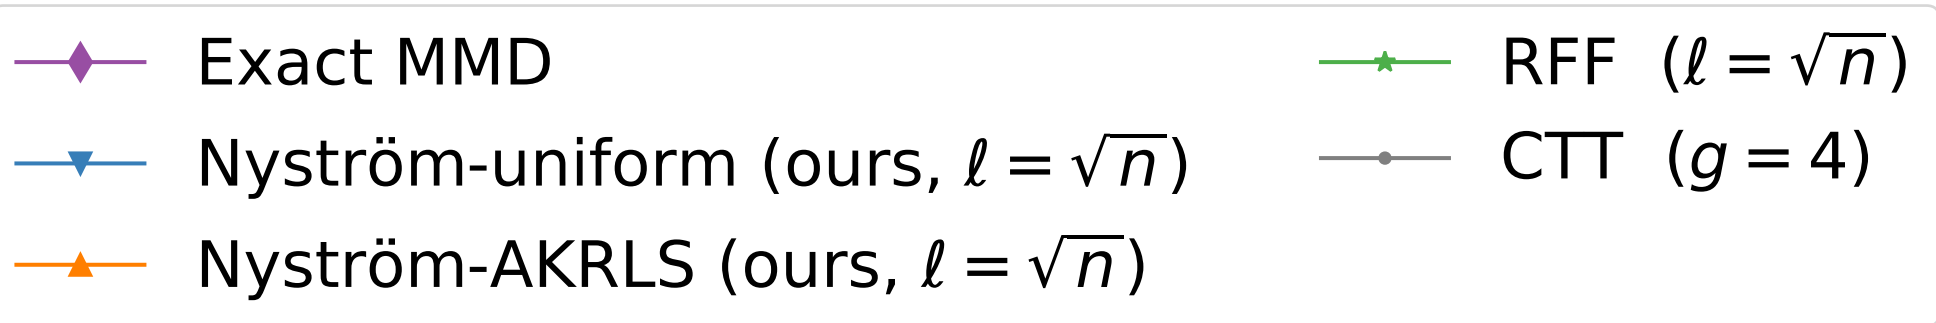 Exact MMD
Nyström-uniform (ours, ℓ = √n)
Nyström-AKRLS (ours, ℓ = √n)
RFF (ℓ = √n)
CTT (g = 4)